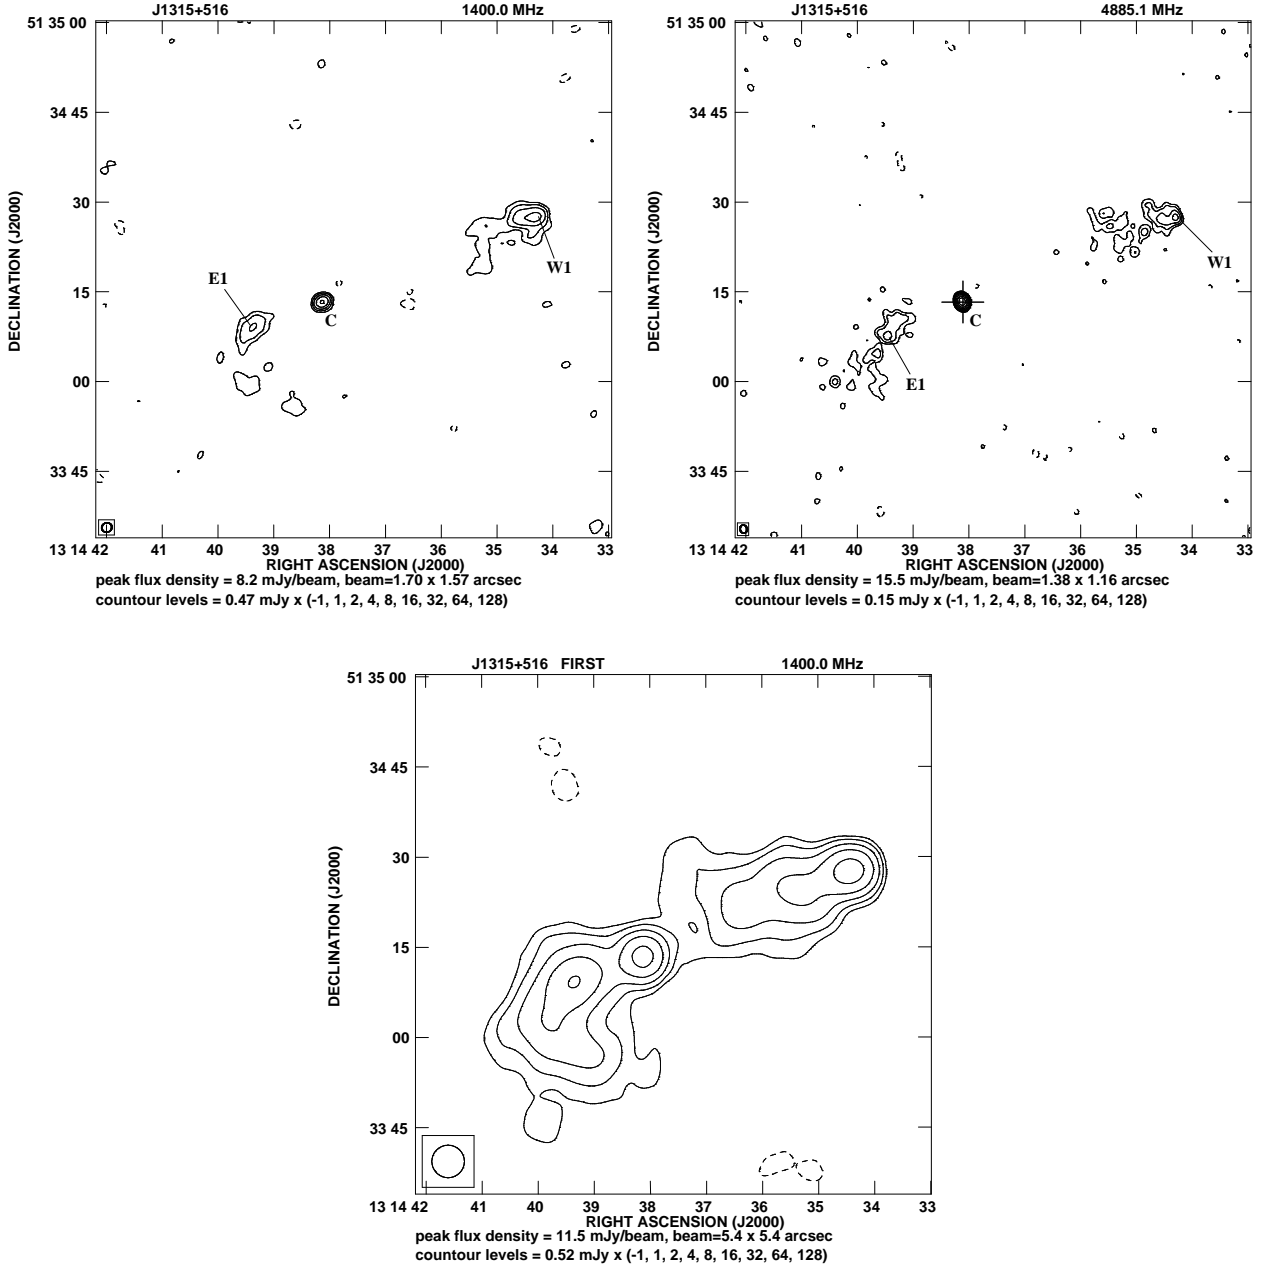 J1315+516 1400.0 MHz
51 35 00
34 45
30
15
00
33 45
DECLINATION (J2000)
E1
C
W1
13 14 42 41 40 39 38 37 36 35 34 33
RIGHT ASCENSION (J2000)
peak flux density = 8.2 mJy/beam, beam=1.70 x 1.57 arcsec
countour levels = 0.47 mJy x (-1, 1, 2, 4, 8, 16, 32, 64, 128)
J1315+516 4885.1 MHz
51 35 00
34 45
30
15
00
33 45
DECLINATION (J2000)
W1
C
E1
13 14 42 41 40 39 38 37 36 35 34 33
RIGHT ASCENSION (J2000)
peak flux density = 15.5 mJy/beam, beam=1.38 x 1.16 arcsec
countour levels = 0.15 mJy x (-1, 1, 2, 4, 8, 16, 32, 64, 128)
J1315+516 FIRST 1400.0 MHz
51 35 00
34 45
30
15
00
33 45
DECLINATION (J2000)
13 14 42 41 40 39 38 37 36 35 34 33
RIGHT ASCENSION (J2000)
peak flux density = 11.5 mJy/beam, beam=5.4 x 5.4 arcsec
countour levels = 0.52 mJy x (-1, 1, 2, 4, 8, 16, 32, 64, 128)